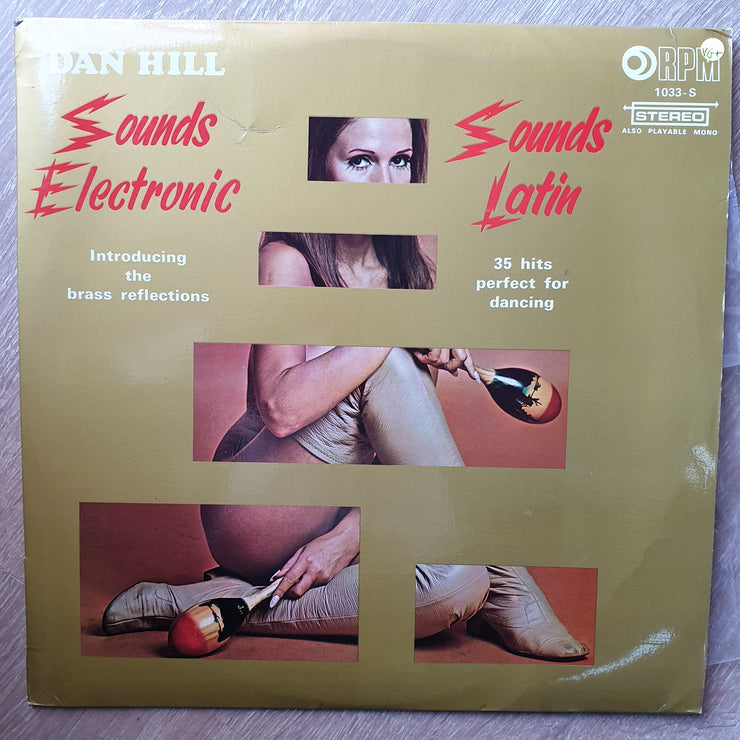 DAN HILL
Sounds
Electronic
Introducing
the
brass reflections
RPM
VG+
1033-S
STEREO
ALSO PLAYABLE MONO
Sounds
Latin
35 hits
perfect for
dancing